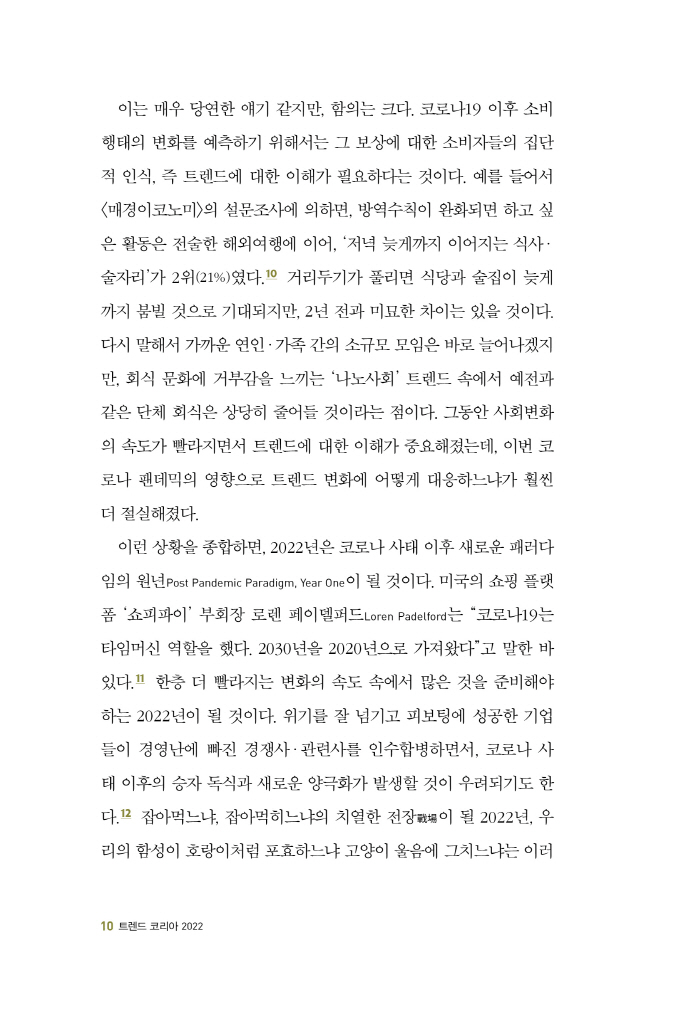 이는 매우 당연한 얘기 같지만, 함의는 크다. 코로나19 이후 소비
행태의 변화를 예측하기 위해서는 그 보상에 대한 소비자들의 집단
적 인식, 즉 트렌드에 대한 이해가 필요하다는 것이다. 예를 들어서
〈매경이코노미〉의 설문조사에 의하면, 방역수칙이 완화되면 하고 싶
은 활동은 전술한 해외여행에 이어, ‘저녁 늦게까지 이어지는 식사·
술자리’가 2위(21%)였다.10 거리두기가 풀리면 식당과 술집이 늦게
까지 붐빌 것으로 기대되지만, 2년 전과 미묘한 차이는 있을 것이다.
다시 말해서 가까운 연인·가족 간의 소규모 모임은 바로 늘어나겠지
만, 회식 문화에 거부감을 느끼는 ‘나노사회’ 트렌드 속에서 예전과
같은 단체 회식은 상당히 줄어들 것이라는 점이다. 그동안 사회변화
의 속도가 빨라지면서 트렌드에 대한 이해가 중요해졌는데, 이번 코
로나 팬데믹의 영향으로 트렌드 변화에 어떻게 대응하느냐가 훨씬
더 절실해졌다.
이런 상황을 종합하면, 2022년은 코로나 사태 이후 새로운 패러다
임의 원년Post Pandemic Paradigm, Year One이 될 것이다. 미국의 쇼핑 플랫
폼 ‘쇼피파이’ 부회장 로렌 페이델퍼드Loren Padelford는 “코로나19는
타임머신 역할을 했다. 2030년을 2020년으로 가져왔다”고 말한 바
있다.11 한층 더 빨라지는 변화의 속도 속에서 많은 것을 준비해야
하는 2022년이 될 것이다. 위기를 잘 넘기고 피보팅에 성공한 기업
들이 경영난에 빠진 경쟁사·관련사를 인수합병하면서, 코로나 사
태 이후의 승자 독식과 새로운 양극화가 발생할 것이 우려되기도 한
다.12 잡아먹느냐, 잡아먹히느냐의 치열한 전장戰場이 될 2022년, 우
리의 함성이 호랑이처럼 포효하느냐 고양이 울음에 그치느냐는 이러
10 트렌드 코리아 2022